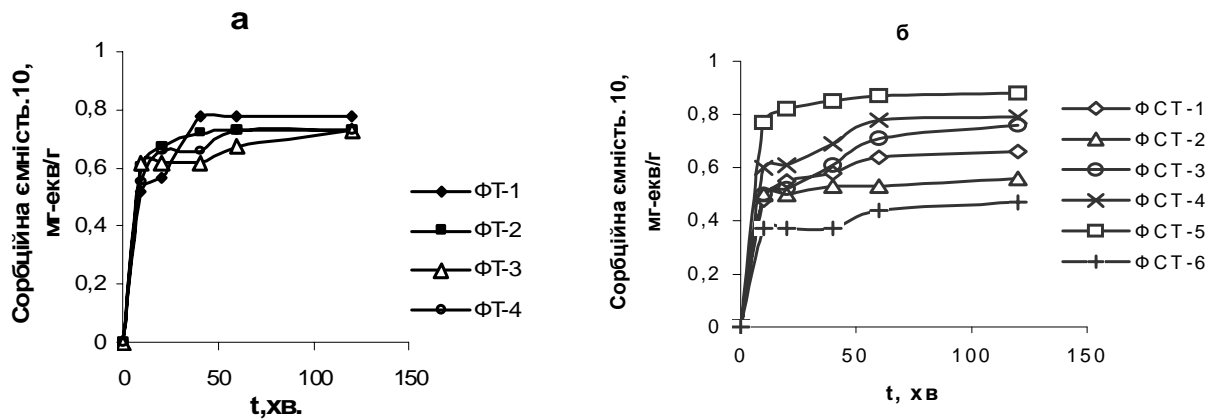 а
Сорбційна ємність.10,
мг-екв/г
1
0,8
0,6
0,4
0,2
0
0 50 100 150
t,хв.
ФТ-1
ФТ-2
ФТ-3
ФТ-4
б
Сорбційна ємність. 10,
мг-екв/г
1
0,8
0,6
0,4
0,2
0
0 50 100 150
t, хв
ФСТ-1
ФСТ-2
ФСТ-3
ФСТ-4
ФСТ-5
ФСТ-6